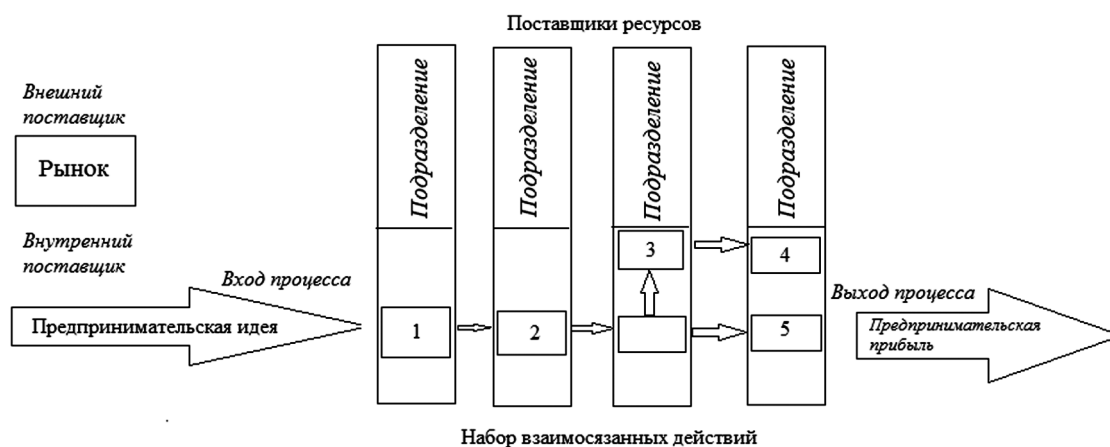 Поставщики ресурсов
Внешний
поставщик
Рынок
Подразделение
Подразделение
Подразделение
Подразделение
Внутренний
поставщик
Вход процесса
Предпринимательская идея
1
2
3
4
5
Выход процесса
Предпринимательская
прибыль
Набор взаимосязанных действий